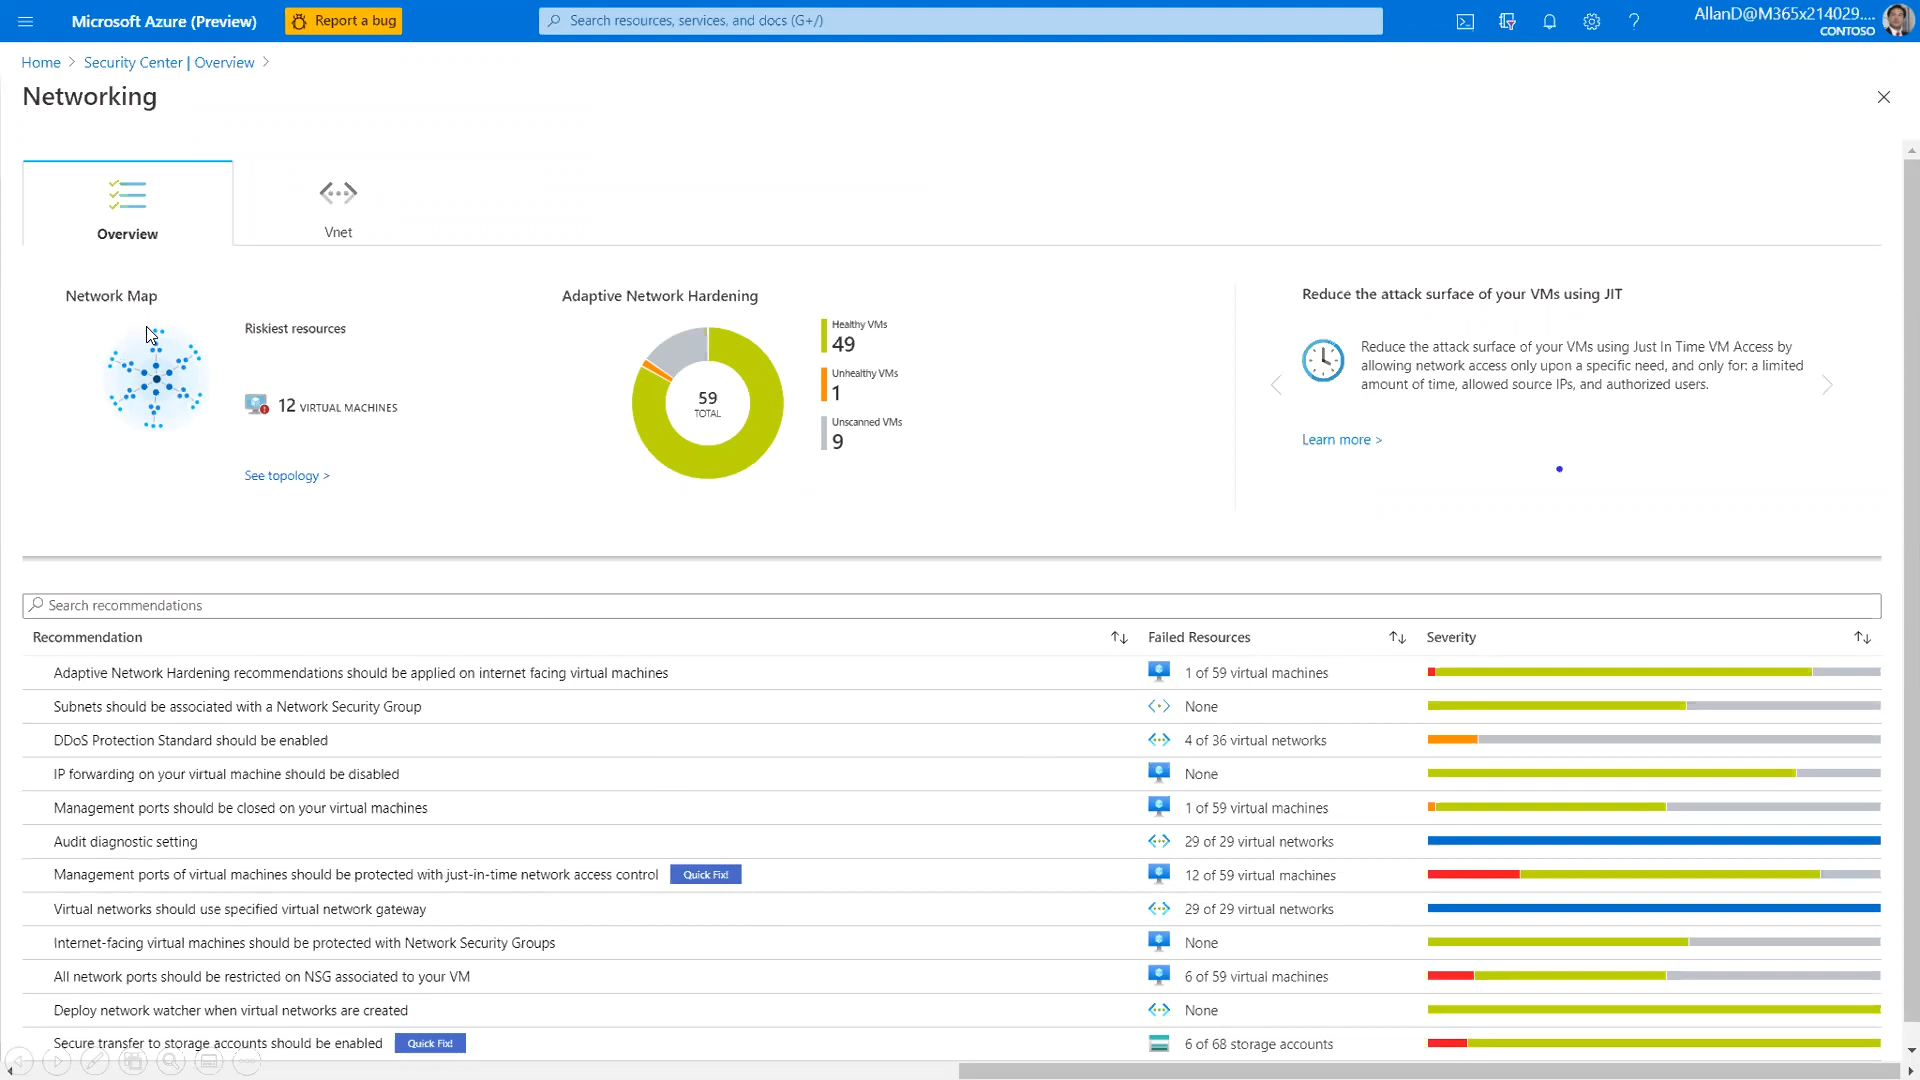 Microsoft Azure (Preview)
Report a bug
Search resources, services, and docs (G+/)
AllanD@M365x214029....
CONTOSO
Home > Security Center | Overview >
Networking
Overview
Vnet
Network Map
Riskiest resources
12 VIRTUAL MACHINES
See topology >
Adaptive Network Hardening
59
TOTAL
Healthy VMs
49
Unhealthy VMs
1
Unscanned VMs
9
Reduce the attack surface of your VMs using JIT
Reduce the attack surface of your VMs using Just In Time VM Access by
allowing network access only upon a specific need, and only for: a limited
amount of time, allowed source IPs, and authorized users.
Learn more >
Search recommendations
Recommendation Failed Resources Severity
Adaptive Network Hardening recommendations should be applied on internet facing virtual machines 1 of 59 virtual machines
Subnets should be associated with a Network Security Group None
DDoS Protection Standard should be enabled 4 of 36 virtual networks
IP forwarding on your virtual machine should be disabled None
Management ports should be closed on your virtual machines 1 of 59 virtual machines
Audit diagnostic setting 29 of 29 virtual networks
Management ports of virtual machines should be protected with just-in-time network access control Quick Fix! 12 of 59 virtual machines
Virtual networks should use specified virtual network gateway 29 of 29 virtual networks
Internet-facing virtual machines should be protected with Network Security Groups None
All network ports should be restricted on NSG associated to your VM 6 of 59 virtual machines
Deploy network watcher when virtual networks are created None
Secure transfer to storage accounts should be enabled Quick Fix! 6 of 68 storage accounts